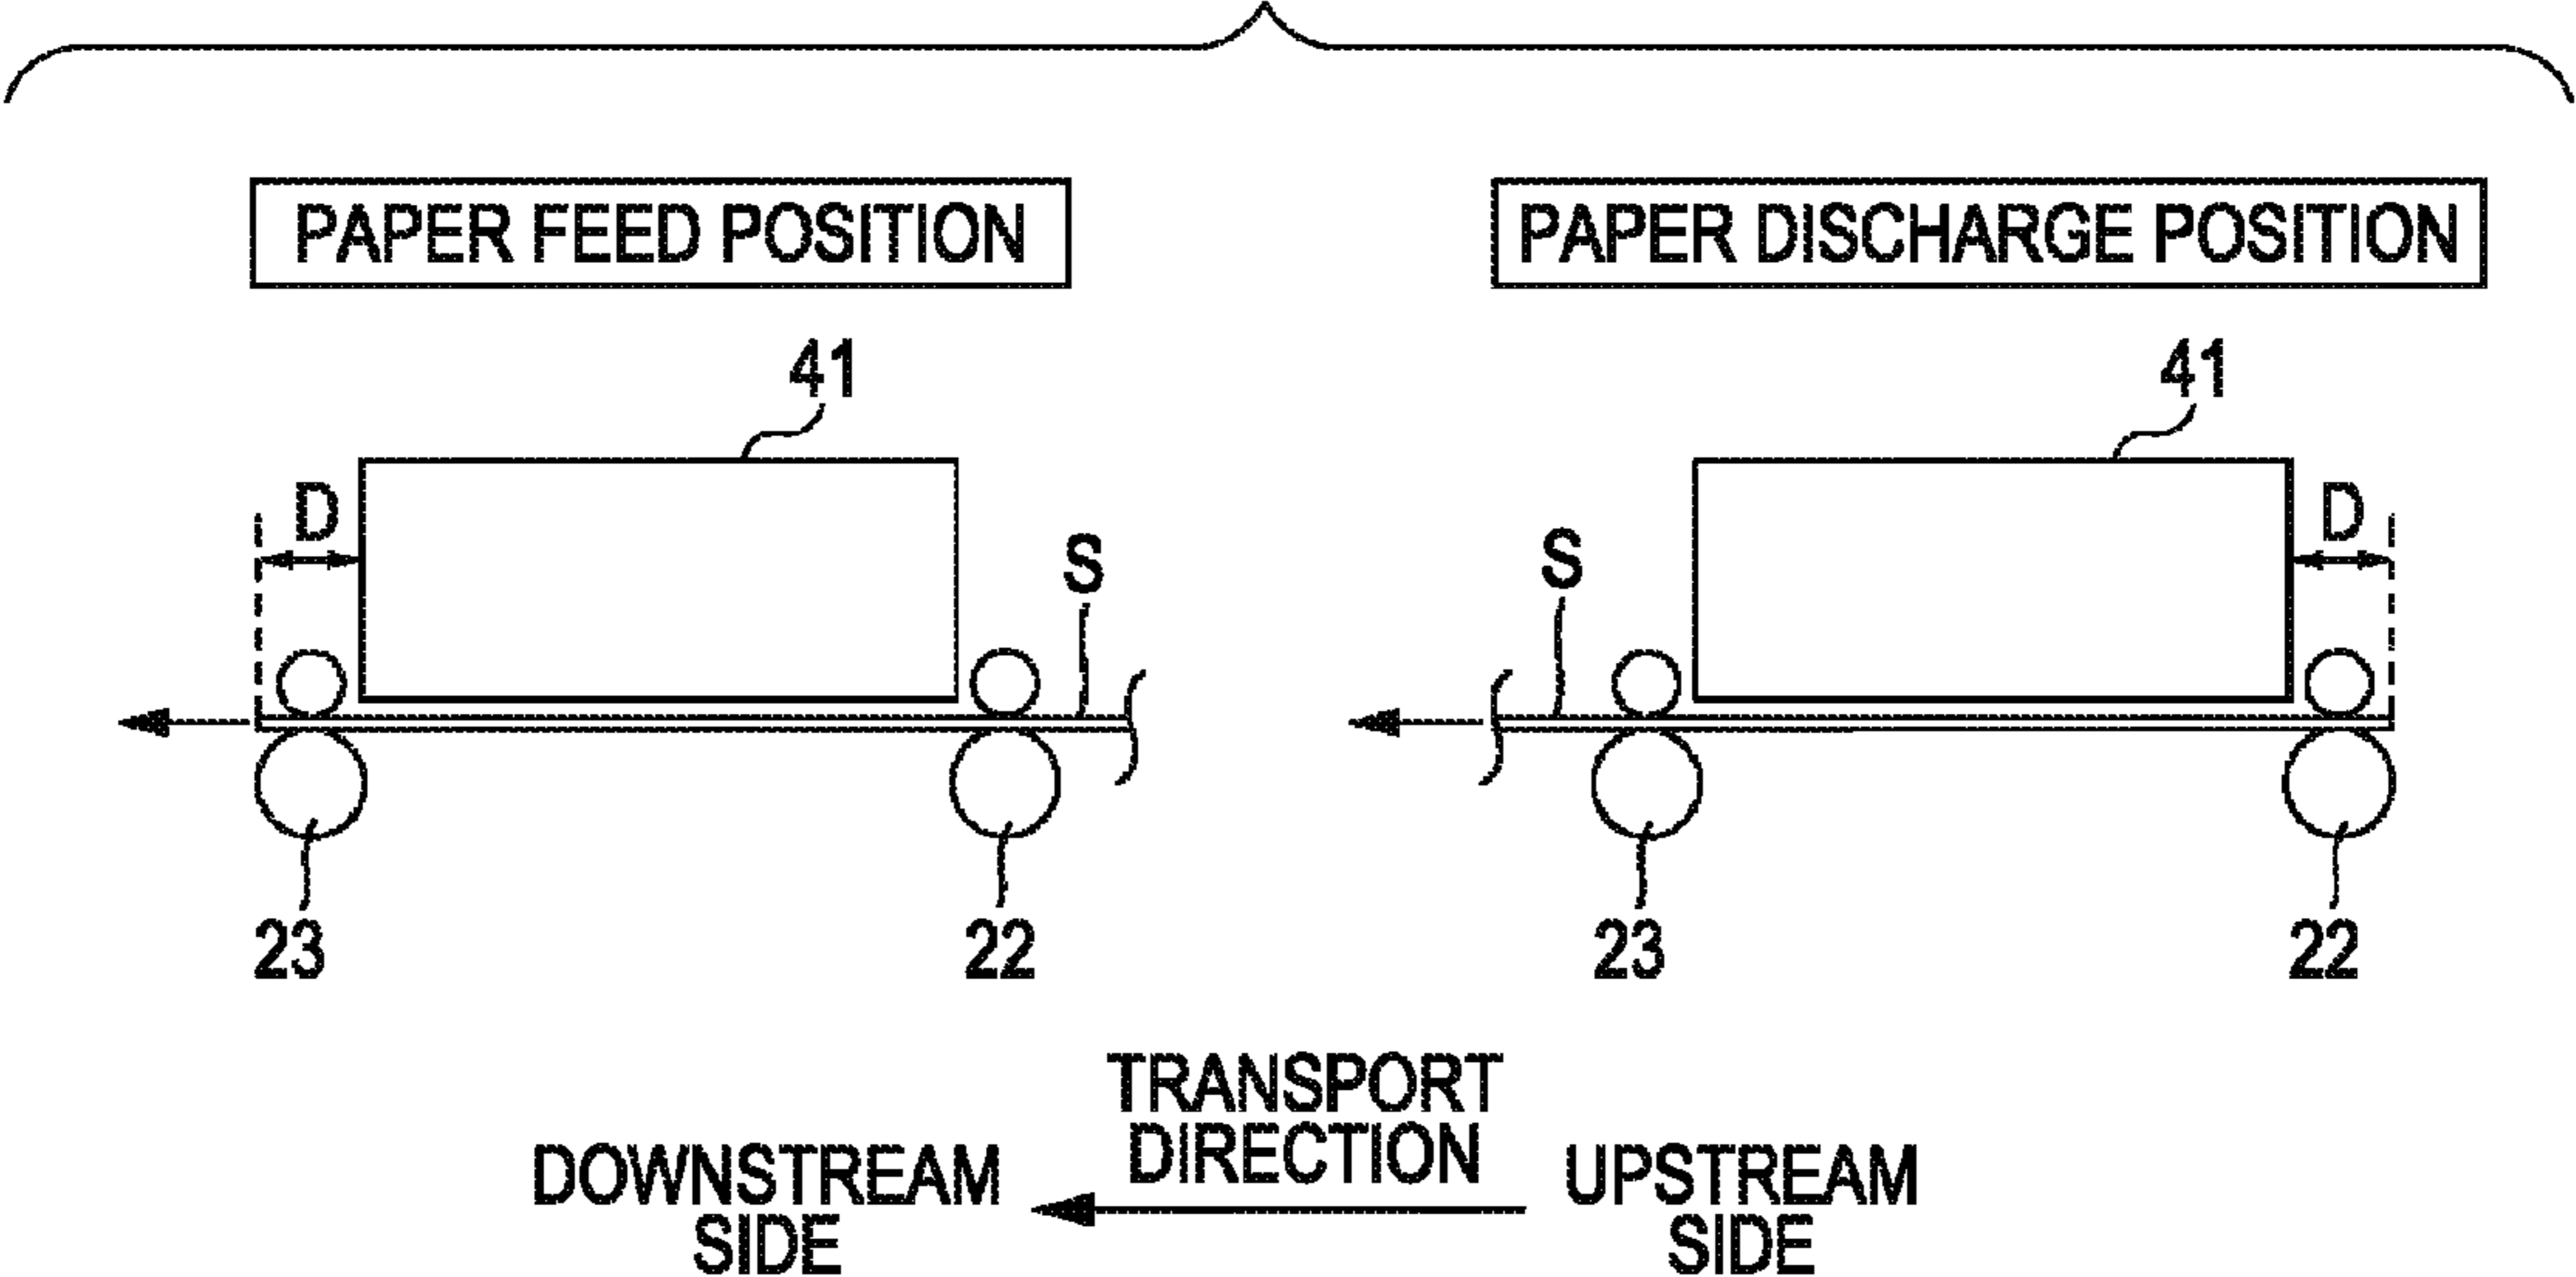 PAPER FEED POSITION
PAPER DISCHARGE POSITION
41
41
D
S
S
D
23
22
23
22
TRANSPORT
DIRECTION
DOWNSTREAM
SIDE
UPSTREAM
SIDE